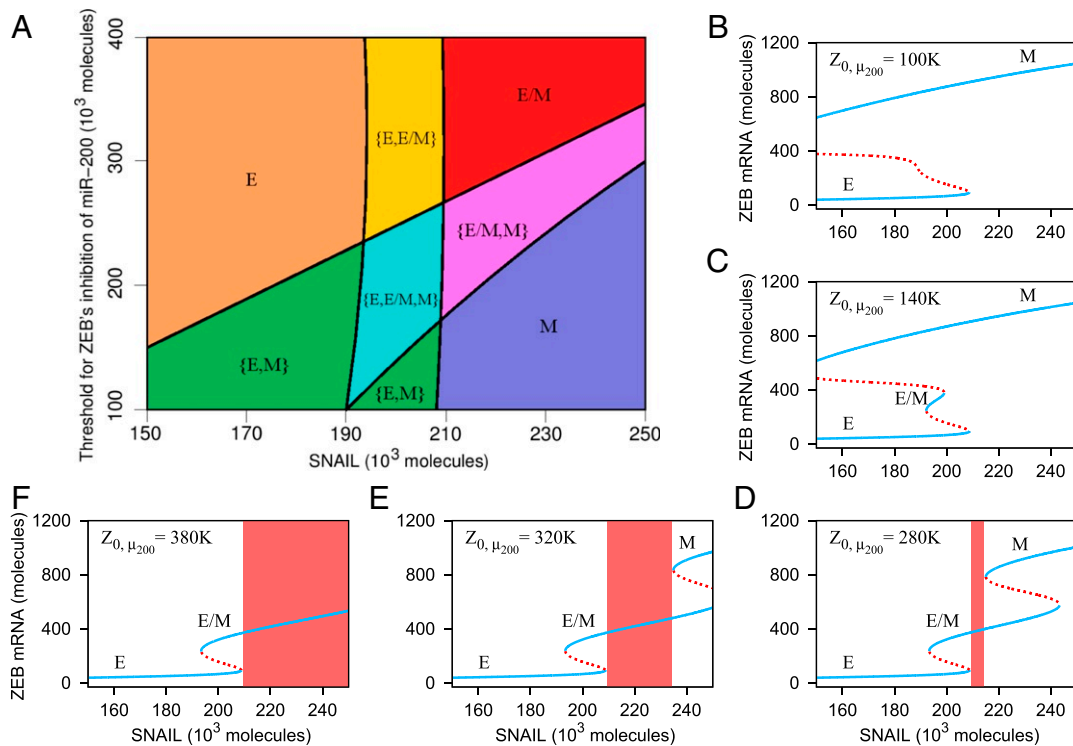 A
Threshold for ZEB's inhibition of miR-200 (10³ molecules)
400
300
200
100
E
{E,E/M}
E/M
{E/M,M}
{E,E/M,M}
{E,M}
{E,M}
M
150
170
190
210
230
250
SNAIL (10³ molecules)
B
ZEB mRNA (molecules)
1200
800
400
0
Z0, μ200 = 100K
M
E
160
180
200
220
240
C
ZEB mRNA (molecules)
1200
800
400
0
Z0, μ200 = 140K
M
E/M
E
160
180
200
220
240
F
ZEB mRNA (molecules)
1200
800
400
0
Z0, μ200 = 380K
E/M
E
160
180
200
220
240
SNAIL (10³ molecules)
E
1200
800
400
0
Z0, μ200 = 320K
M
E/M
E
160
180
200
220
240
SNAIL (10³ molecules)
D
1200
800
400
0
Z0, μ200 = 280K
M
E/M
E
160
180
200
220
240
SNAIL (10³ molecules)